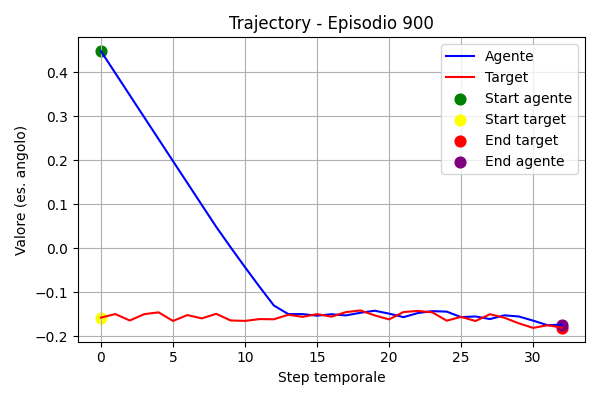 Trajectory - Episodio 900
Agente
Target
Start agente
Start target
End target
End agente
Valore (es. angolo)
0.4
0.3
0.2
0.1
0.0
−0.1
−0.2
0 5 10 15 20 25 30
Step temporale